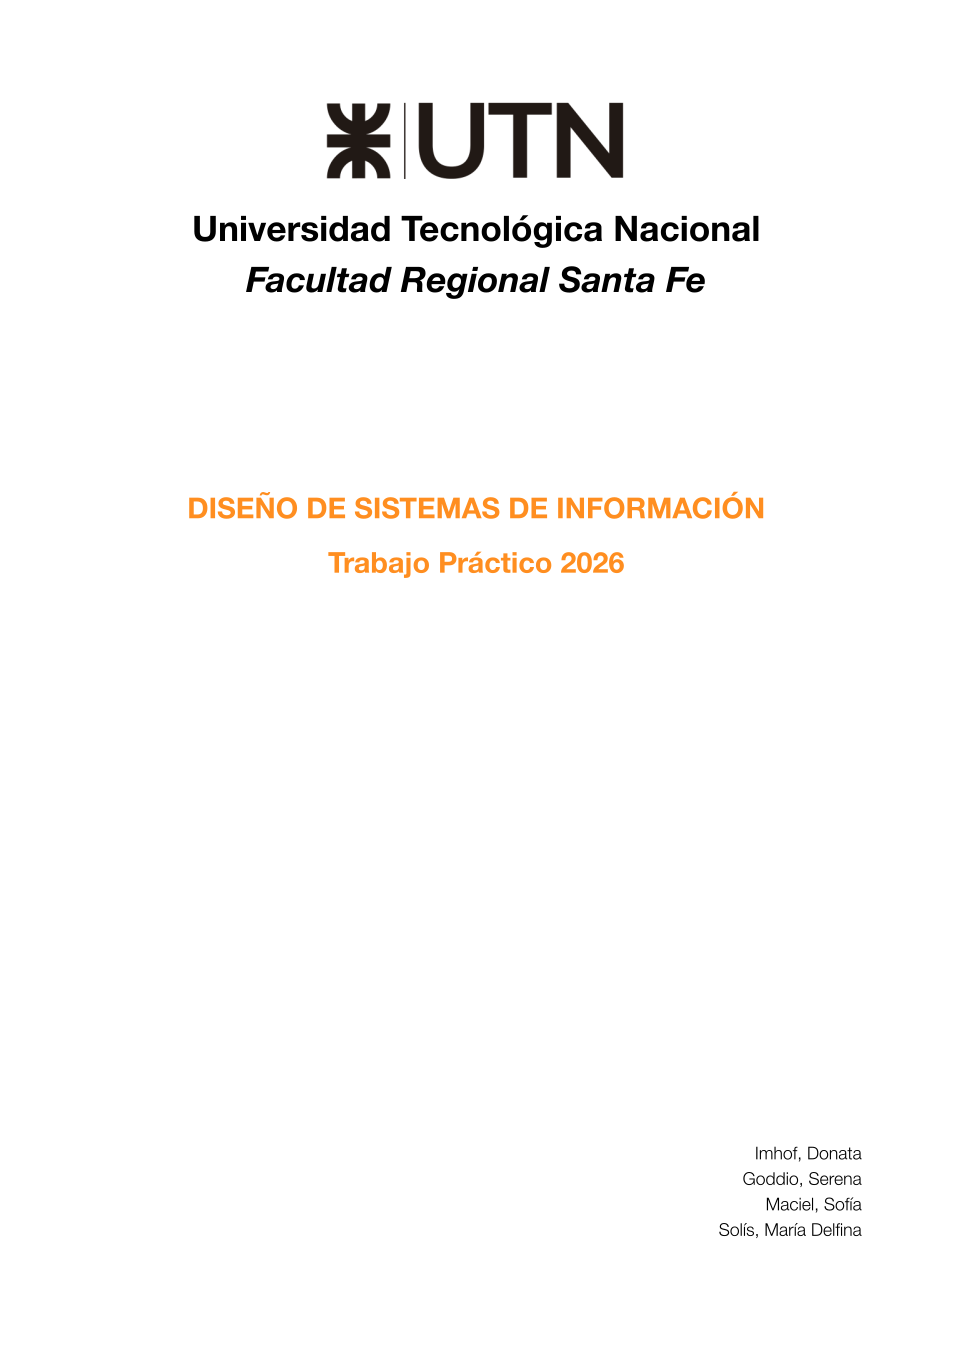 UTN
Universidad Tecnológica Nacional
Facultad Regional Santa Fe
DISEÑO DE SISTEMAS DE INFORMACIÓN
Trabajo Práctico 2026
Imhof, Donata
Goddio, Serena
Maciel, Sofía
Solís, María Delfina